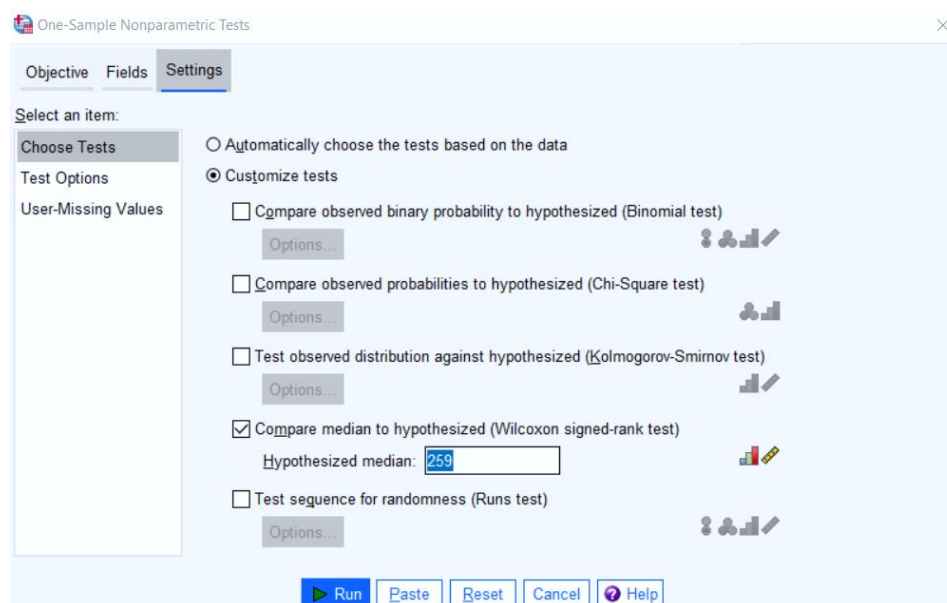 One-Sample Nonparametric Tests
Objective Fields Settings
Select an item:
Choose Tests
Test Options
User-Missing Values
Automatically choose the tests based on the data
Customize tests
Compare observed binary probability to hypothesized (Binomial test)
Options...
Compare observed probabilities to hypothesized (Chi-Square test)
Options...
Test observed distribution against hypothesized (Kolmogorov-Smirnov test)
Options...
Compare median to hypothesized (Wilcoxon signed-rank test)
Hypothesized median: 259
Test sequence for randomness (Runs test)
Options...
Run Paste Reset Cancel Help